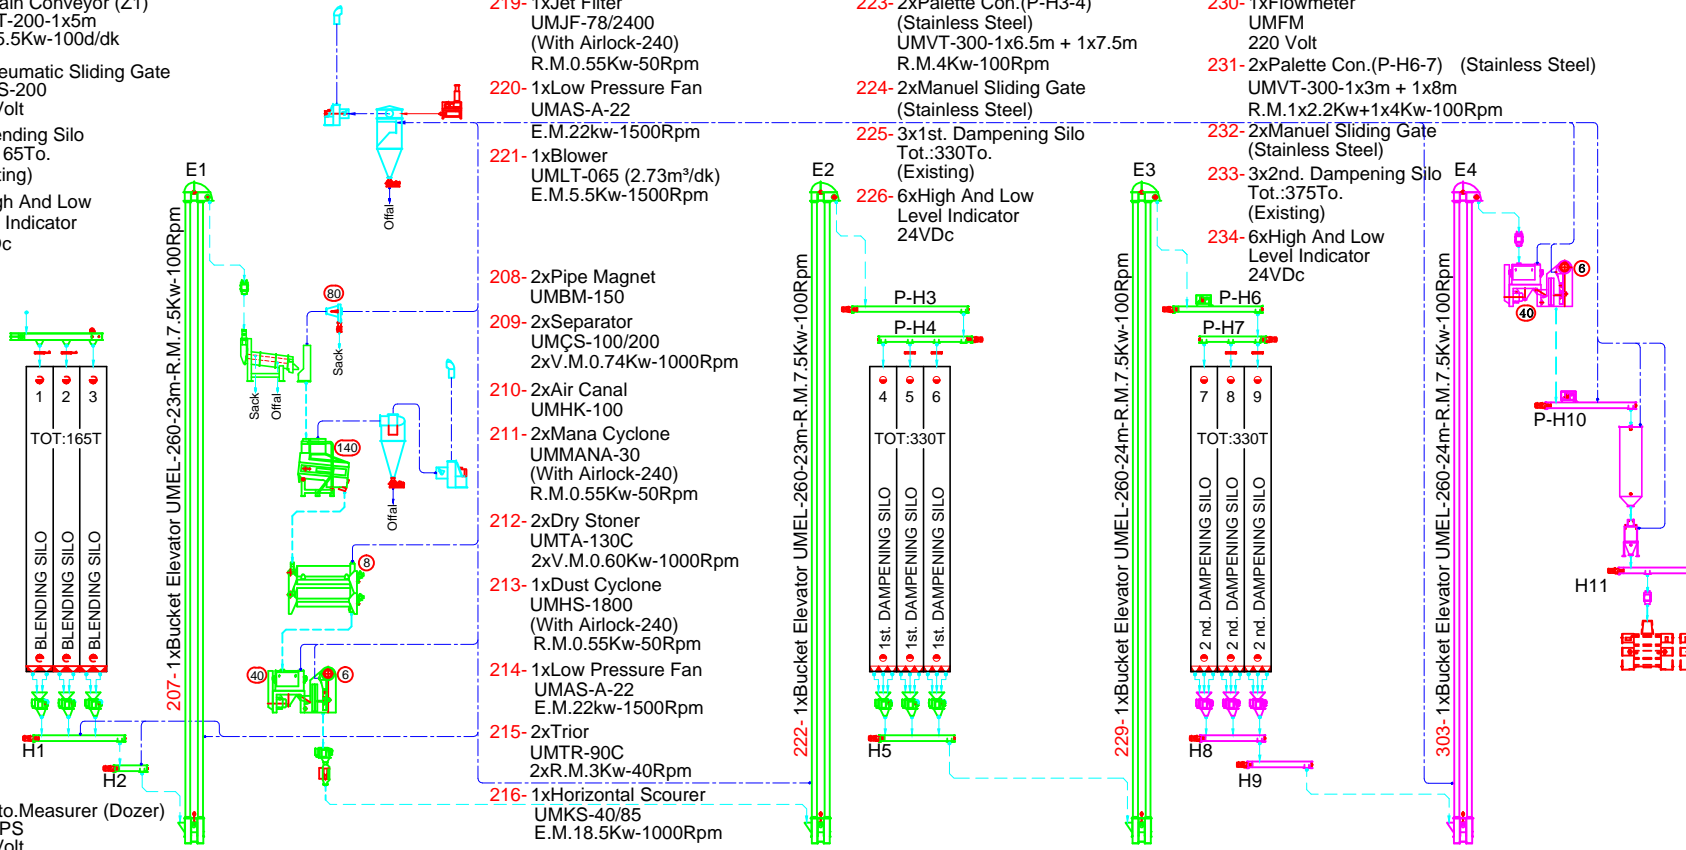 ain Conveyor (Z1)
T-200-1x5m
5.5Kw-100d/dk
eumatic Sliding Gate
S-200
Volt
ending Silo
165To.
ting)
gh And Low
Indicator
c
219- 1xJet Filter
UMJF-78/2400
(With Airlock-240)
R.M.0.55Kw-50Rpm
220- 1xLow Pressure Fan
UMAS-A-22
E.M.22kw-1500Rpm
221- 1xBlower
UMLT-065 (2.73m³/dk)
E.M.5.5Kw-1500Rpm
223- 2xPalette Con.(P-H3-4)
(Stainless Steel)
UMVT-300-1x6.5m + 1x7.5m
R.M.4Kw-100Rpm
224- 2xManuel Sliding Gate
(Stainless Steel)
225- 3x1st. Dampening Silo
Tot.:330To.
(Existing)
226- 6xHigh And Low
Level Indicator
24VDc
230- 1xFlowmeter
UMFM
220 Volt
231- 2xPalette Con.(P-H6-7) (Stainless Steel)
UMVT-300-1x3m + 1x8m
R.M.1x2.2Kw+1x4Kw-100Rpm
232- 2xManuel Sliding Gate
(Stainless Steel)
233- 3x2nd. Dampening Silo
Tot.:375To.
(Existing)
234- 6xHigh And Low
Level Indicator
24VDc
208- 2xPipe Magnet
UMBM-150
209- 2xSeparator
UMÇS-100/200
2xV.M.0.74Kw-1000Rpm
210- 2xAir Canal
UMHK-100
211- 2xMana Cyclone
UMMANA-30
(With Airlock-240)
R.M.0.55Kw-50Rpm
212- 2xDry Stoner
UMTA-130C
2xV.M.0.60Kw-1000Rpm
213- 1xDust Cyclone
UMHS-1800
(With Airlock-240)
R.M.0.55Kw-50Rpm
214- 1xLow Pressure Fan
UMAS-A-22
E.M.22kw-1500Rpm
215- 2xTrior
UMTR-90C
2xR.M.3Kw-40Rpm
216- 1xHorizontal Scourer
UMKS-40/85
E.M.18.5Kw-1000Rpm
E1
E2
E3
E4
207- 1xBucket Elevator UMEL-260-23m-R.M.7.5Kw-100Rpm
222- 1xBucket Elevator UMEL-260-23m-R.M.7.5Kw-100Rpm
229- 1xBucket Elevator UMEL-260-24m-R.M.7.5Kw-100Rpm
303- 1xBucket Elevator UMEL-260-24m-R.M.7.5Kw-100Rpm
Offal
80
Sack
Sack
Offal
140
Offal
8
40
6
1 2 3
TOT:165T
BLENDING SILO
BLENDING SILO
BLENDING SILO
H1
H2
to.Measurer (Dozer)
PS
Volt
P-H3
P-H4
4 5 6
TOT:330T
1st. DAMPENING SILO
1st. DAMPENING SILO
1st. DAMPENING SILO
H5
P-H6
P-H7
7 8 9
TOT:330T
2 nd. DAMPENING SILO
2 nd. DAMPENING SILO
2 nd. DAMPENING SILO
H8
H9
6
40
P-H10
H11